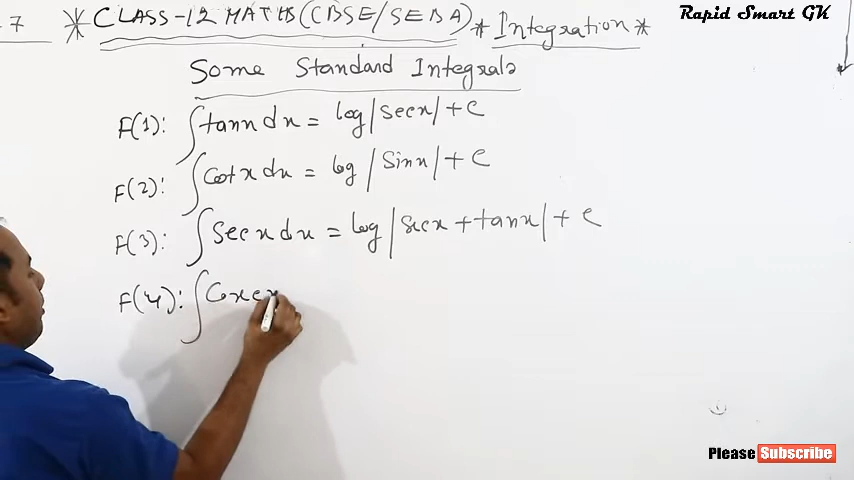 7 * CLASS-12 MATHS (CBSE/SEBA) * Integration *
Rapid Smart GK
Some Standard Integrals
F(1): ∫tanx dx = log|secx| + c
F(2): ∫cotx dx = log|sinx| + c
F(3): ∫secx dx = log|secx + tanx| + c
F(4): ∫Cosec
Please Subscribe